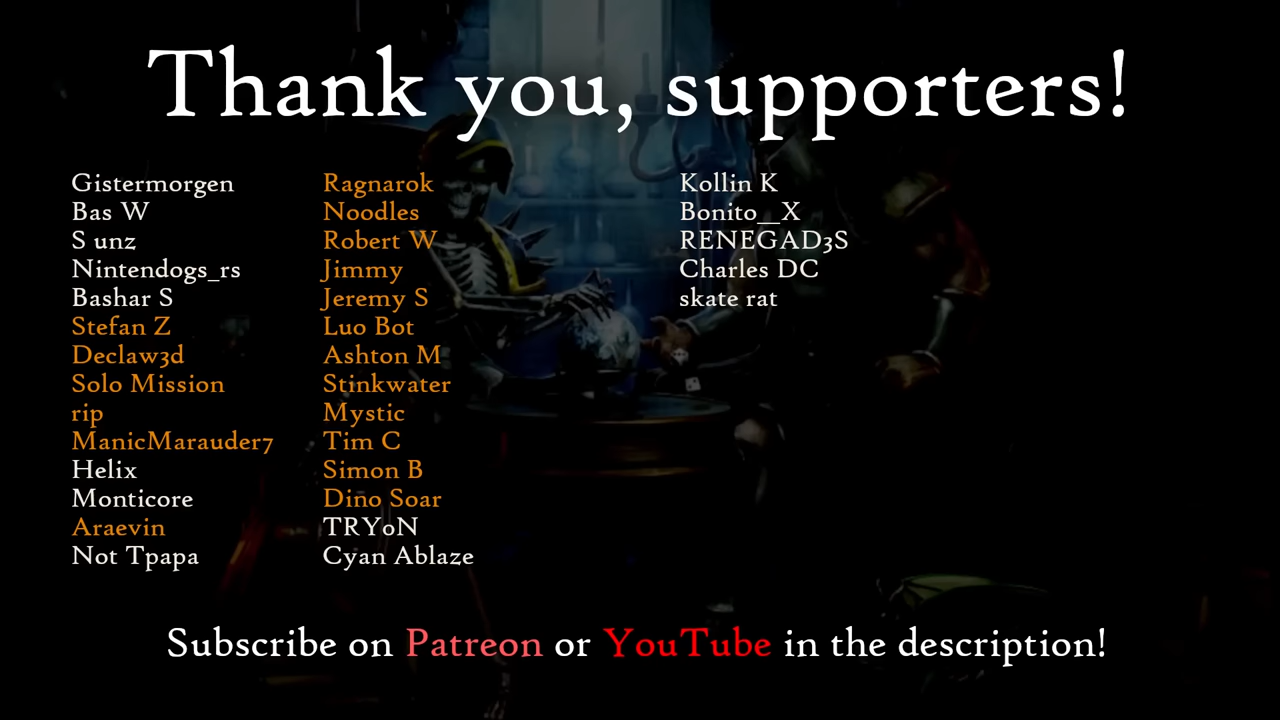 Thank you, supporters!
Gistermorgen
Bas W
S unz
Nintendogs_rs
Bashar S
Stefan Z
Declaw3d
Solo Mission
rip
ManicMarauder7
Helix
Monticore
Araevin
Not Tpapa
Ragnarok
Noodles
Robert W
Jimmy
Jeremy S
Luo Bot
Ashton M
Stinkwater
Mystic
Tim C
Simon B
Dino Soar
TRYoN
Cyan Ablaze
Kollin K
Bonito__X
RENEGAD3S
Charles DC
skate rat
Subscribe on Patreon or YouTube in the description!